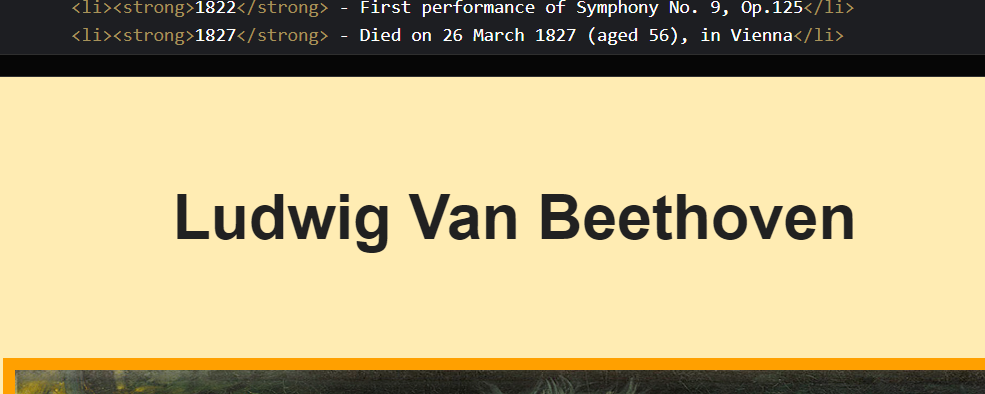 <li><strong>1822</strong> - First performance of Symphony No. 9, Op.125</li>
<li><strong>1827</strong> - Died on 26 March 1827 (aged 56), in Vienna</li>
Ludwig Van Beethoven